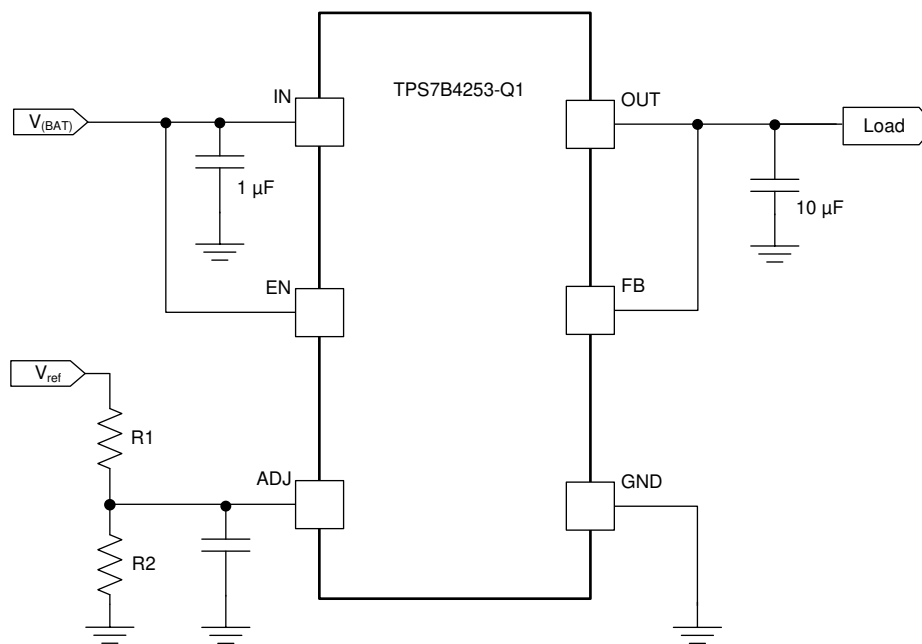 TPS7B4253-Q1
IN
OUT
V(BAT)
Load
1 µF
10 µF
EN
FB
Vref
R1
ADJ
GND
R2